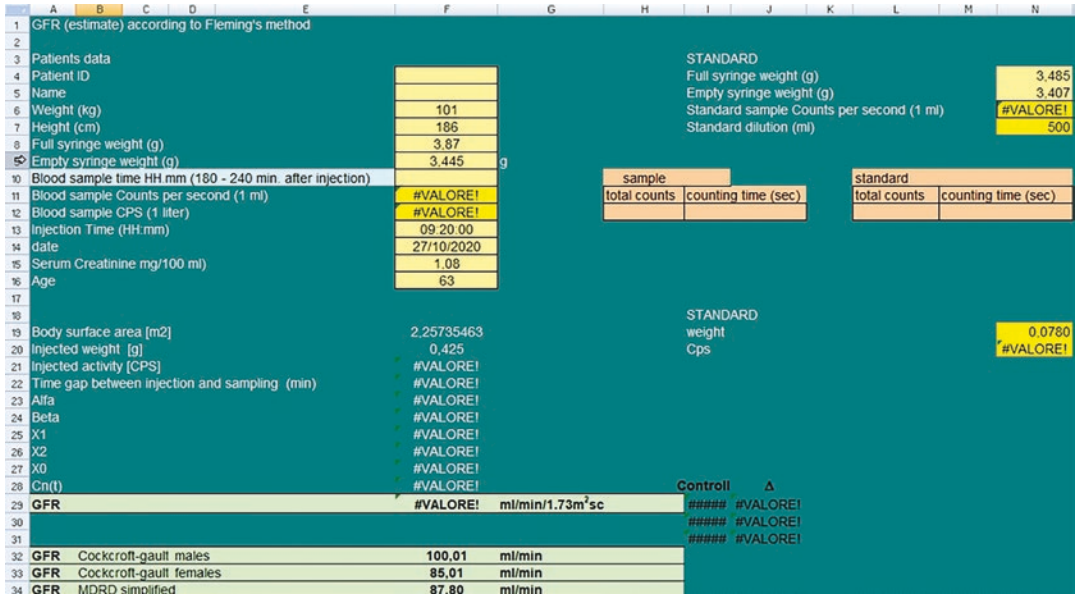 A B C D E F G H I J K L M N
1 GFR (estimate) according to Fleming's method
2
3 Patients data STANDARD
4 Patient ID Full syringe weight (g) 3,485
5 Name Empty syringe weight (g) 3,407
6 Weight (kg) 101 Standard sample Counts per second (1 ml) #VALORE!
7 Height (cm) 186 Standard dilution (ml) 500
8 Full syringe weight (g) 3,87
Empty syringe weight (g) 3,445 g
10 Blood sample time HH.mm (180 - 240 min. after injection) sample standard
11 Blood sample Counts per second (1 ml) #VALORE! total counts counting time (sec) total counts counting time (sec)
12 Blood sample CPS (1 liter) #VALORE!
13 Injection Time (HH:mm) 09.20.00
14 date 27/10/2020
15 Serum Creatinine mg/100 ml) 1,08
16 Age 63
17
18 STANDARD
19 Body surface area [m2] 2,25735463 weight 0,0780
20 Injected weight [g] 0,425 Cps #VALORE!
21 Injected activity [CPS] #VALORE!
22 Time gap between injection and sampling (min) #VALORE!
23 Alfa #VALORE!
24 Beta #VALORE!
25 X1 #VALORE!
26 X2 #VALORE!
27 X0 #VALORE!
28 Cn(t) #VALORE! Controll Δ
29 GFR #VALORE! ml/min/1.73m²sc ##### #VALORE!
30 ##### #VALORE!
31 ##### #VALORE!
32 GFR Cockcroft-gault males 100,01 ml/min
33 GFR Cockcroft-gault females 85,01 ml/min
34 GFR MDRD simplified 87,80 ml/min